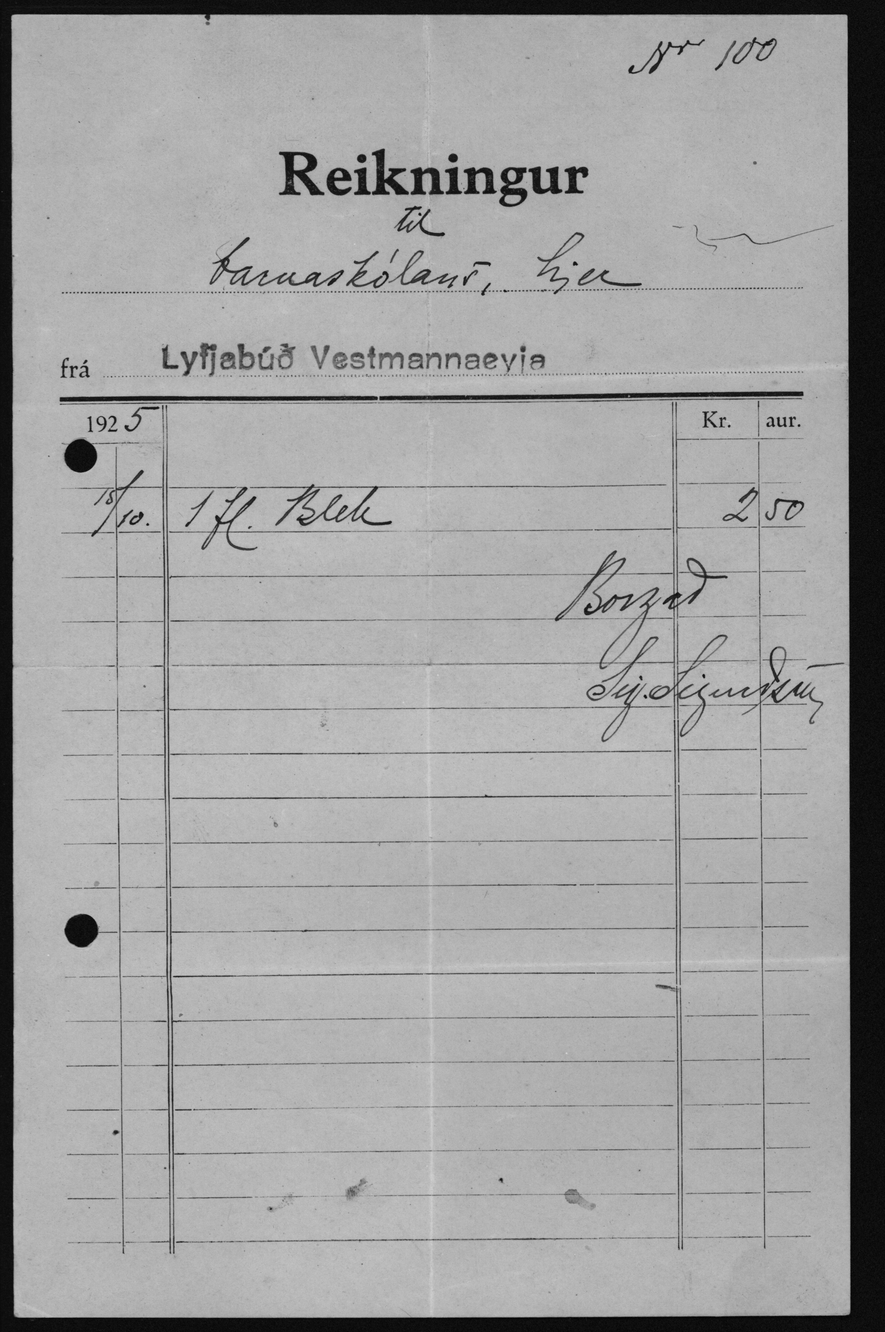 Nr 100
Reikningur
til
Barnaskólans, hjer
frá Lyfjabúð Vestmannaeyja
1925 Kr. aur.
15/10. 1 fl. Blek 2 50
Borgað
Sig. Sigurðsson